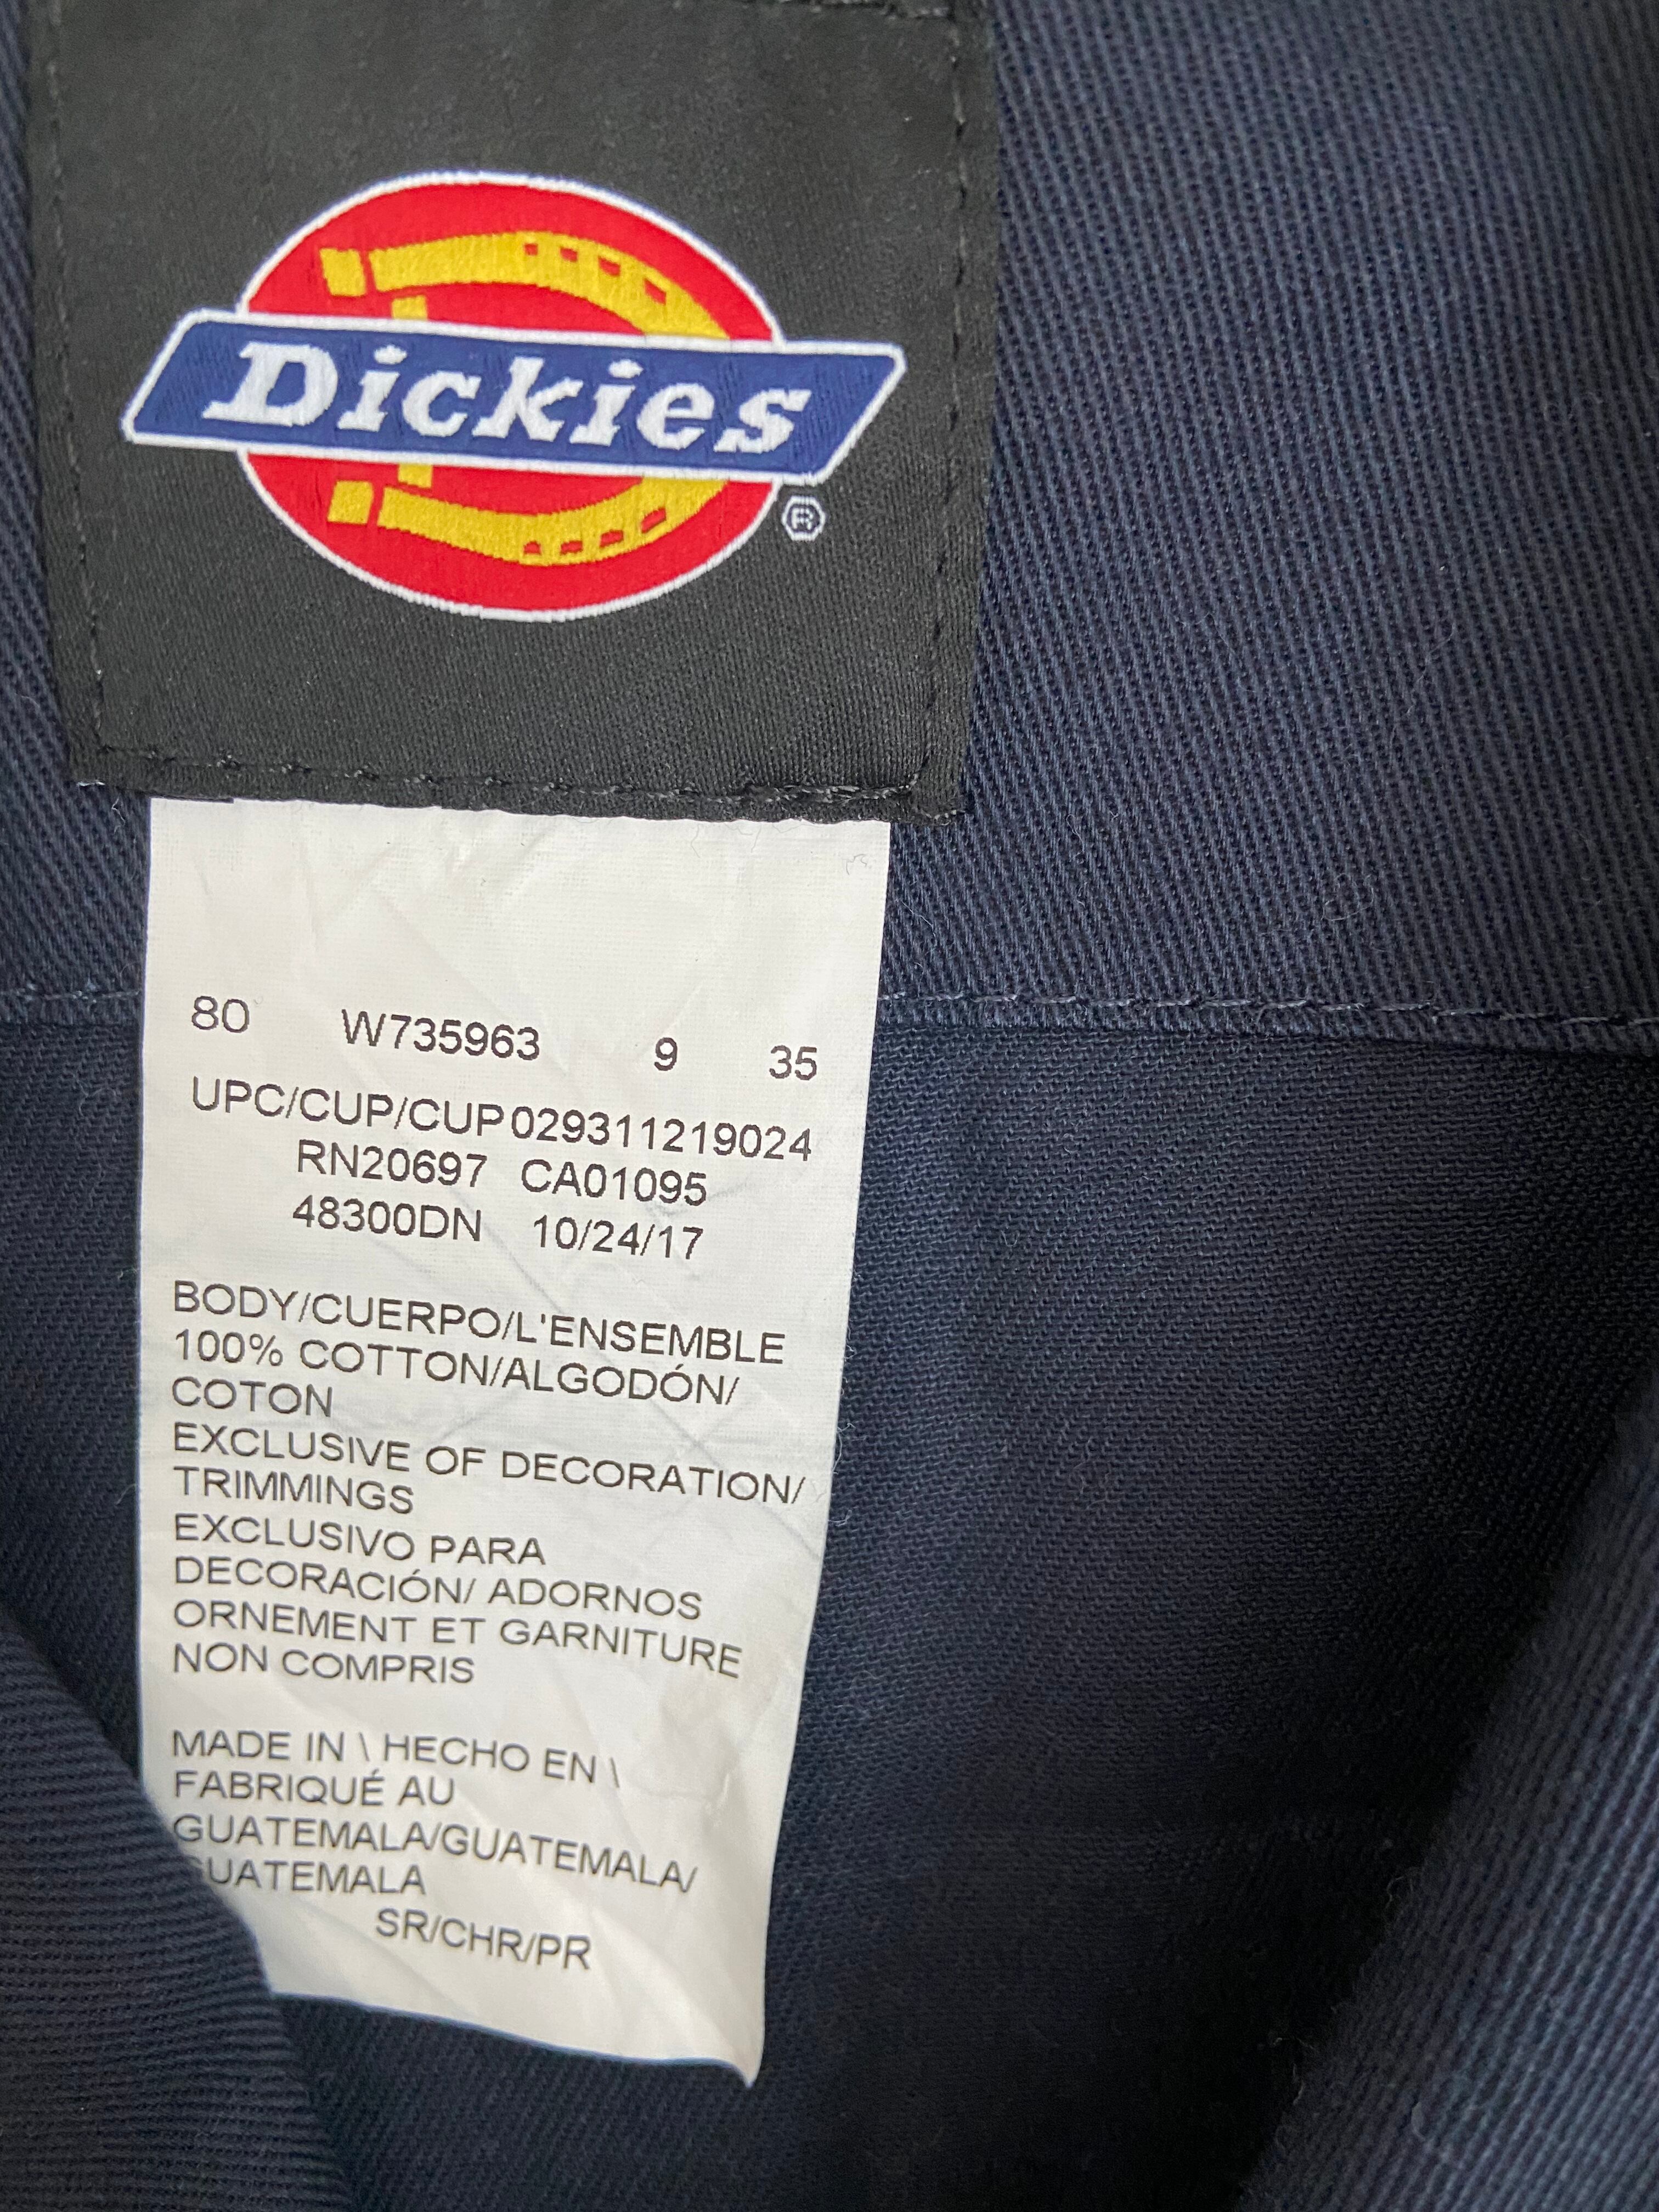 Dickies
®
80 W735963 9 35
UPC/CUP/CUP 029311219024
RN20697 CA01095
48300DN 10/24/17
BODY/CUERPO/L'ENSEMBLE
100% COTTON/ALGODÓN/
COTON
EXCLUSIVE OF DECORATION/
TRIMMINGS
EXCLUSIVO PARA
DECORACIÓN/ ADORNOS
ORNEMENT ET GARNITURE
NON COMPRIS
MADE IN \ HECHO EN \
FABRIQUÉ AU
GUATEMALA/GUATEMALA/
GUATEMALA
SR/CHR/PR